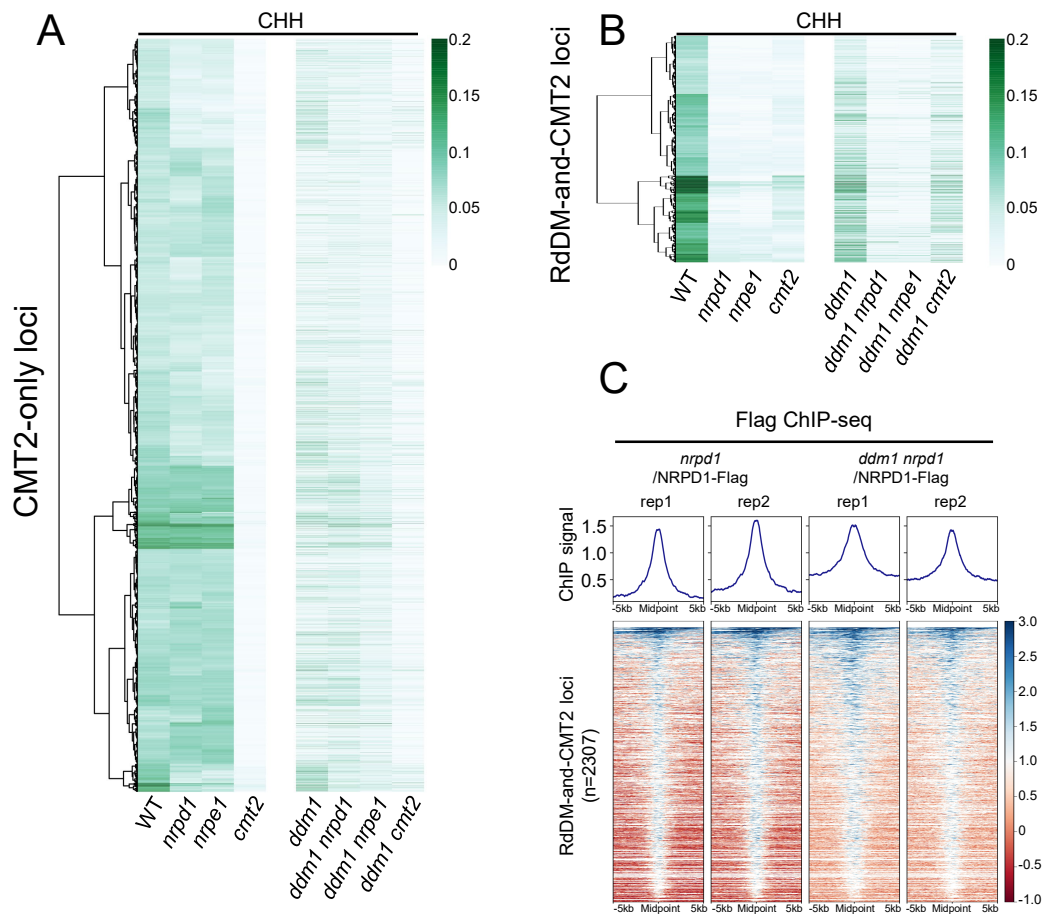 A
CHH
CMT2-only loci
0.2
0.15
0.1
0.05
0
WT
nrpd1
nrpe1
cmt2
ddm1
ddm1 nrpd1
ddm1 nrpe1
ddm1 cmt2
B
CHH
RdDM-and-CMT2 loci
0.2
0.15
0.1
0.05
0
WT
nrpd1
nrpe1
cmt2
ddm1
ddm1 nrpd1
ddm1 nrpe1
ddm1 cmt2
C
Flag ChIP-seq
nrpd1
/NRPD1-Flag
ddm1 nrpd1
/NRPD1-Flag
rep1 rep2 rep1 rep2
ChIP signal
1.5
1.0
0.5
-5kb Midpoint 5kb -5kb Midpoint 5kb -5kb Midpoint 5kb -5kb Midpoint 5kb
RdDM-and-CMT2 loci
(n=2307)
3.0
2.5
2.0
1.5
1.0
0.5
0
-0.5
-1.0
-5kb Midpoint 5kb -5kb Midpoint 5kb -5kb Midpoint 5kb -5kb Midpoint 5kb